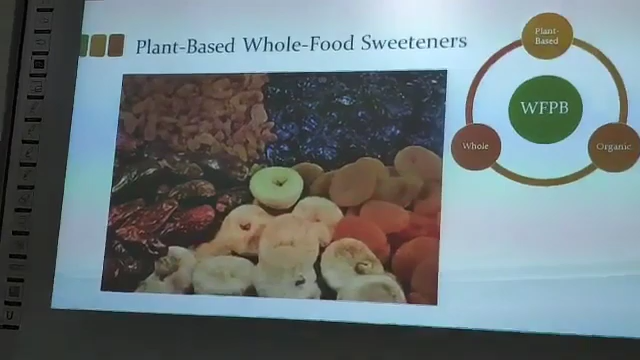 Plant-Based Whole-Food Sweeteners
Plant-
Based
WFPB
Whole
Organic